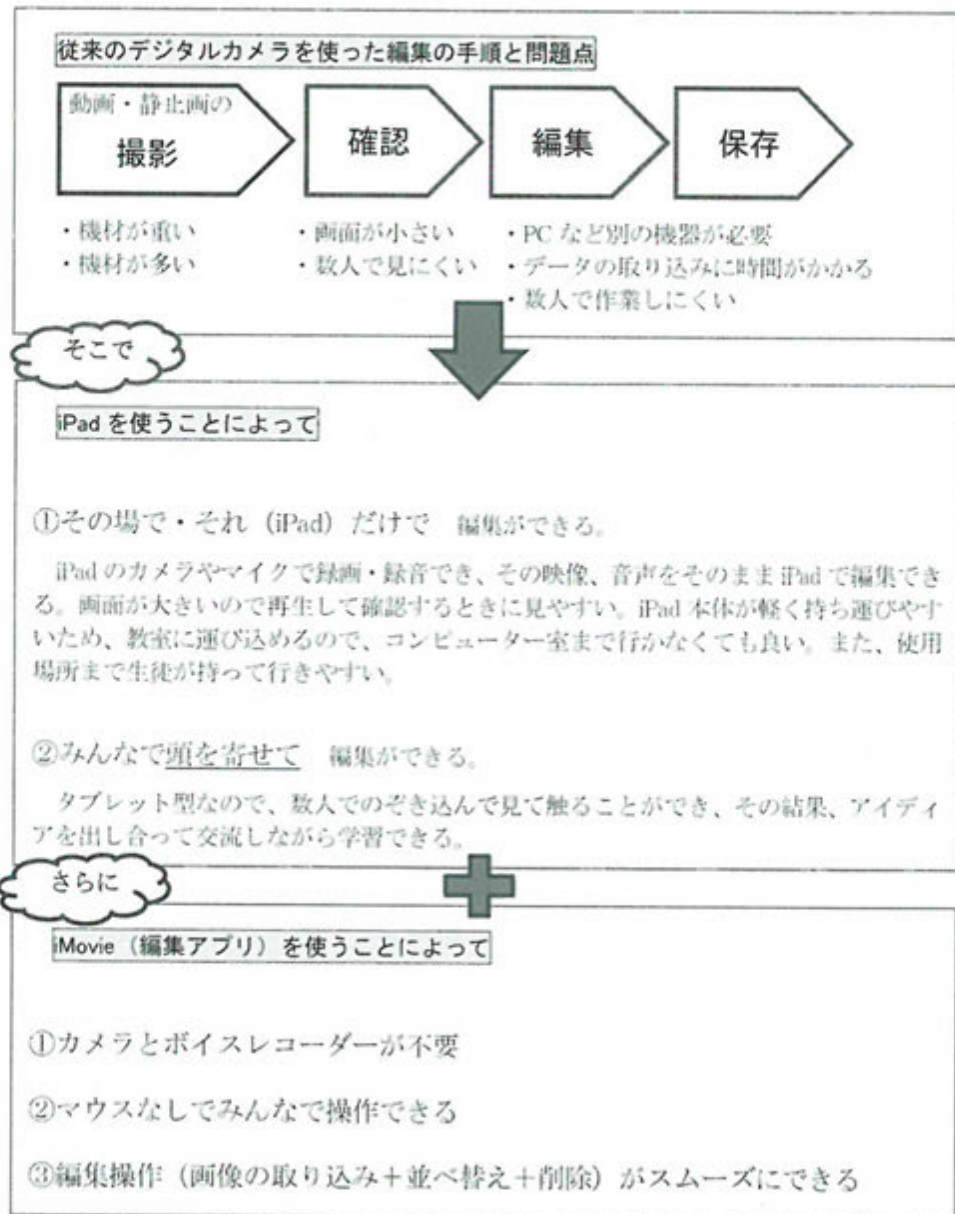 従来のデジタルカメラを使った編集の手順と問題点
動画・静止画の
撮影
確認
編集
保存
・機材が重い
・機材が多い
・画面が小さい
・数人で見にくい
・PC など別の機器が必要
・データの取り込みに時間がかかる
・数人で作業しにくい
そこで
iPad を使うことによって
①その場で・それ（iPad）だけで　編集ができる。
iPad のカメラやマイクで録画・録音でき、その映像、音声をそのまま iPad で編集でき
る。画面が大きいので再生して確認するときに見やすい。iPad 本体が軽く持ち運びやす
いため、教室に運び込めるので、コンピューター室まで行かなくても良い。また、使用
場所まで生徒が持って行きやすい。
②みんなで頭を寄せて　編集ができる。
タブレット型なので、数人でのぞき込んで見て触ることができ、その結果、アイディ
アを出し合って交流しながら学習できる。
さらに
iMovie（編集アプリ）を使うことによって
①カメラとボイスレコーダーが不要
②マウスなしでみんなで操作できる
③編集操作（画像の取り込み＋並べ替え＋削除）がスムーズにできる